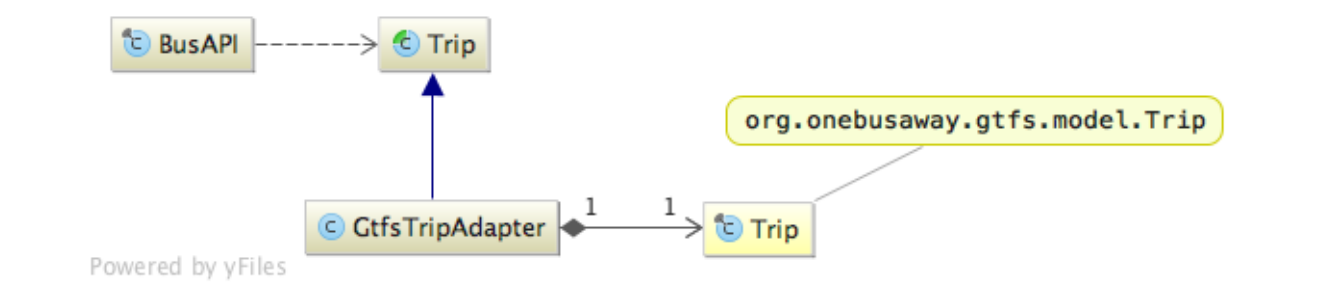 BusAPI
Trip
org.onebusaway.gtfs.model.Trip
GtfsTripAdapter
1
1
Trip
Powered by yFiles